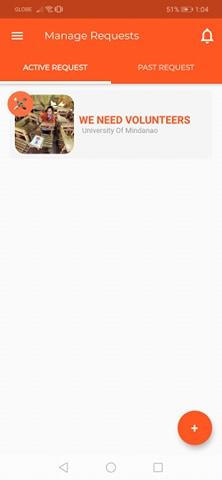 GLOBE 51% 1:04
Manage Requests
ACTIVE REQUEST PAST REQUEST
WE NEED VOLUNTEERS
University Of Mindanao
+